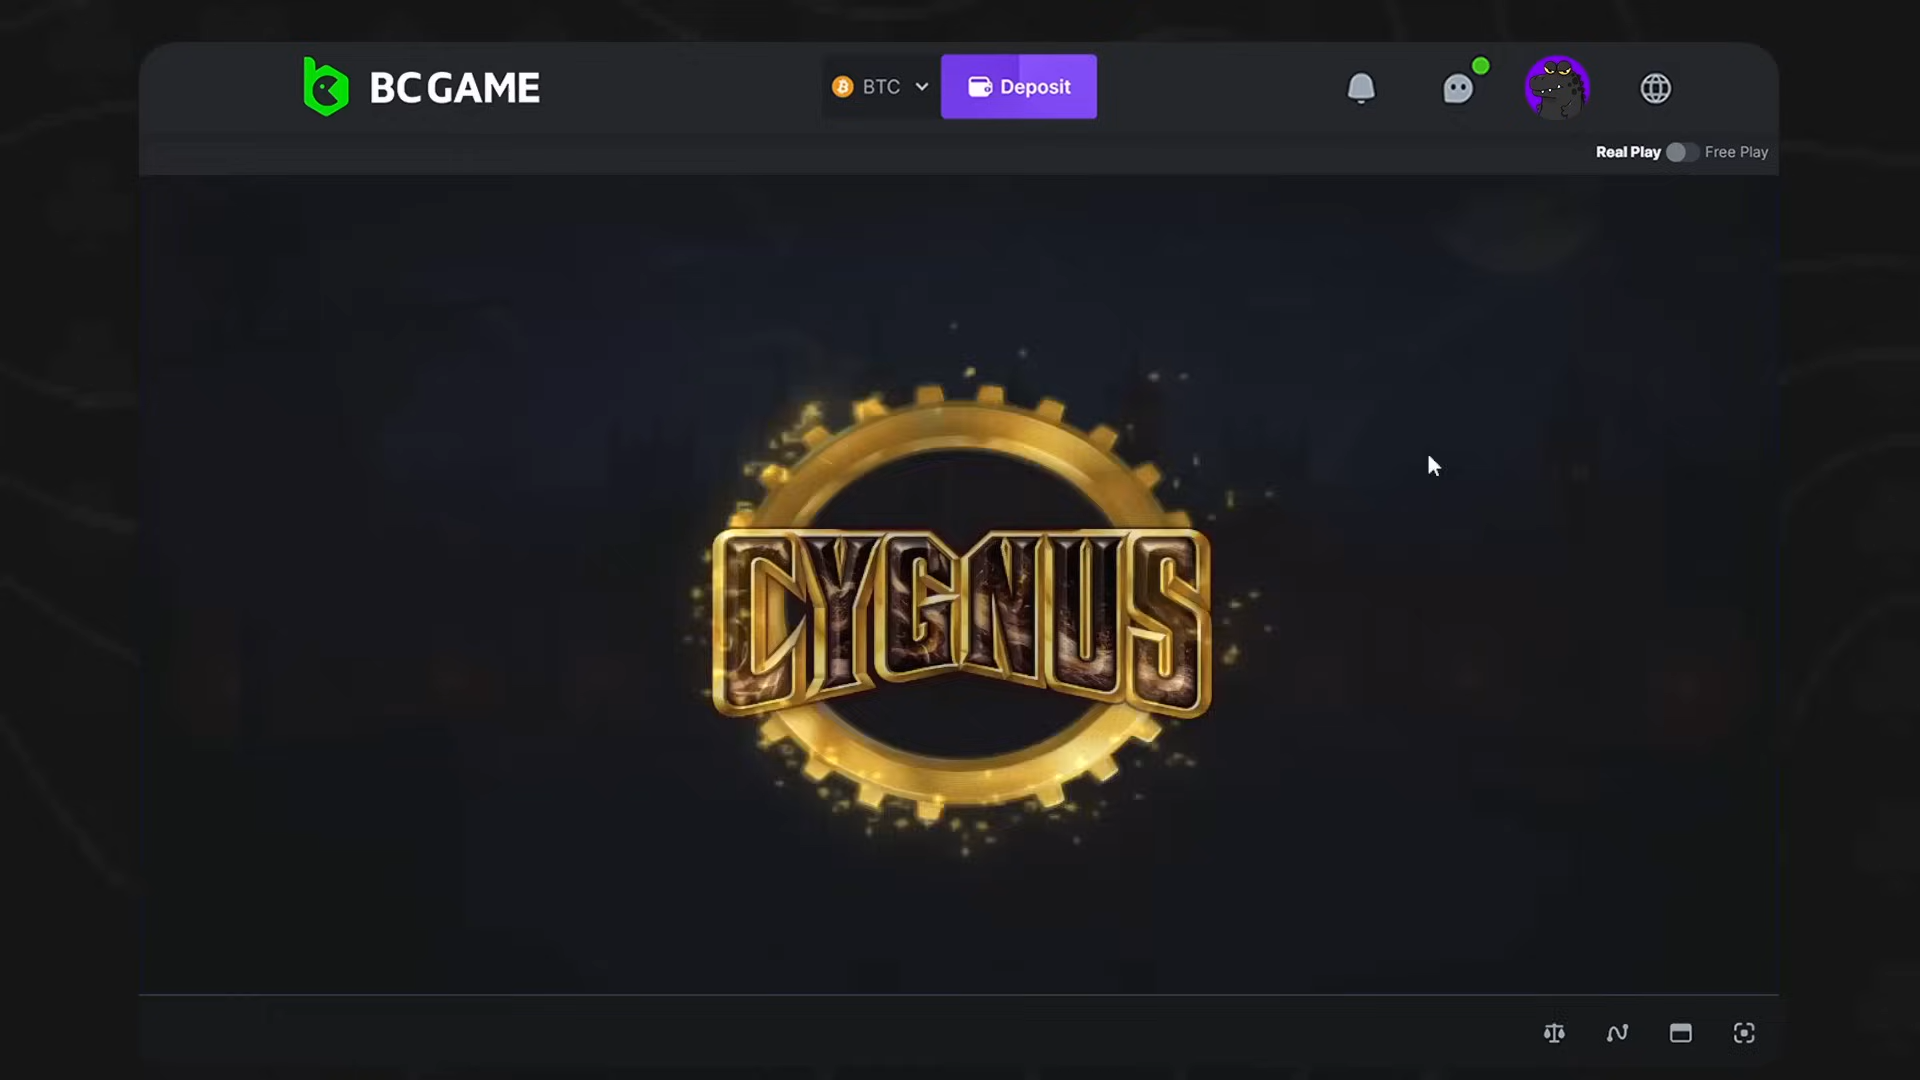 BC GAME
BTC
Deposit
Real Play
Free Play
CYGNUS